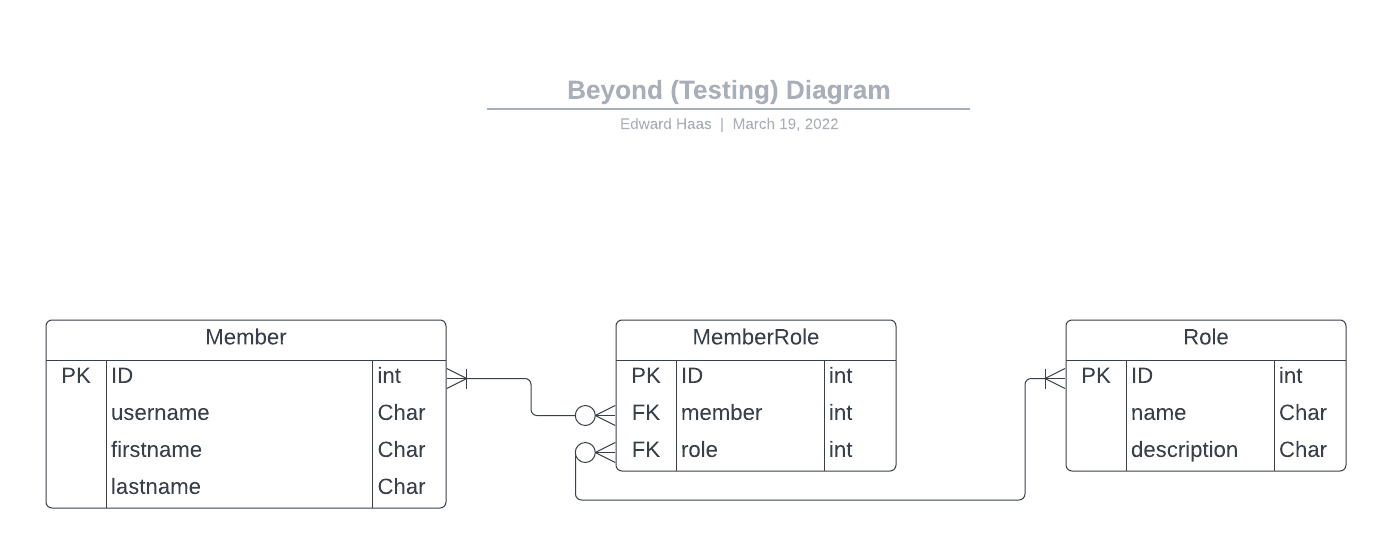 Beyond (Testing) Diagram
Edward Haas | March 19, 2022
Member
PK ID int
username Char
firstname Char
lastname Char
MemberRole
PK ID int
FK member int
FK role int
Role
PK ID int
name Char
description Char